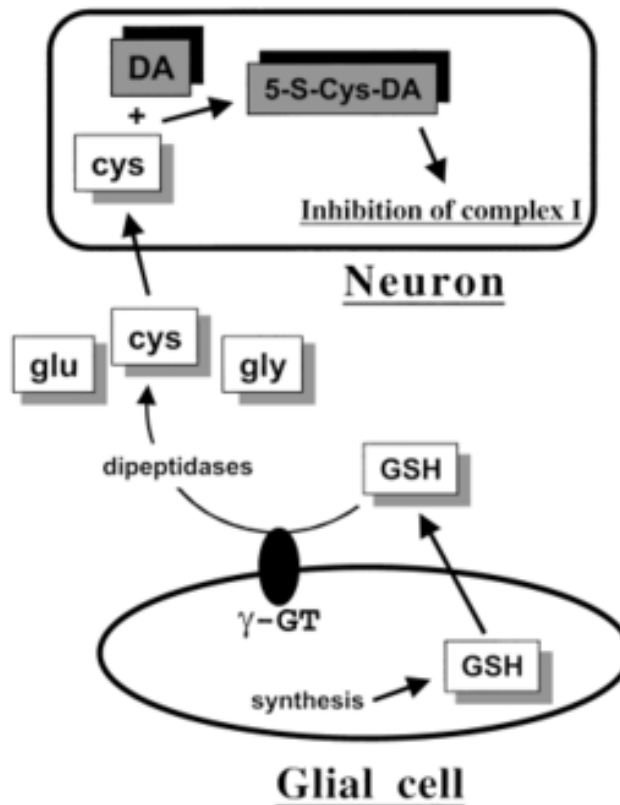 DA
+
5-S-Cys-DA
cys
Inhibition of complex I
Neuron
cys
glu
gly
dipeptidases
GSH
γ-GT
GSH
synthesis
Glial cell